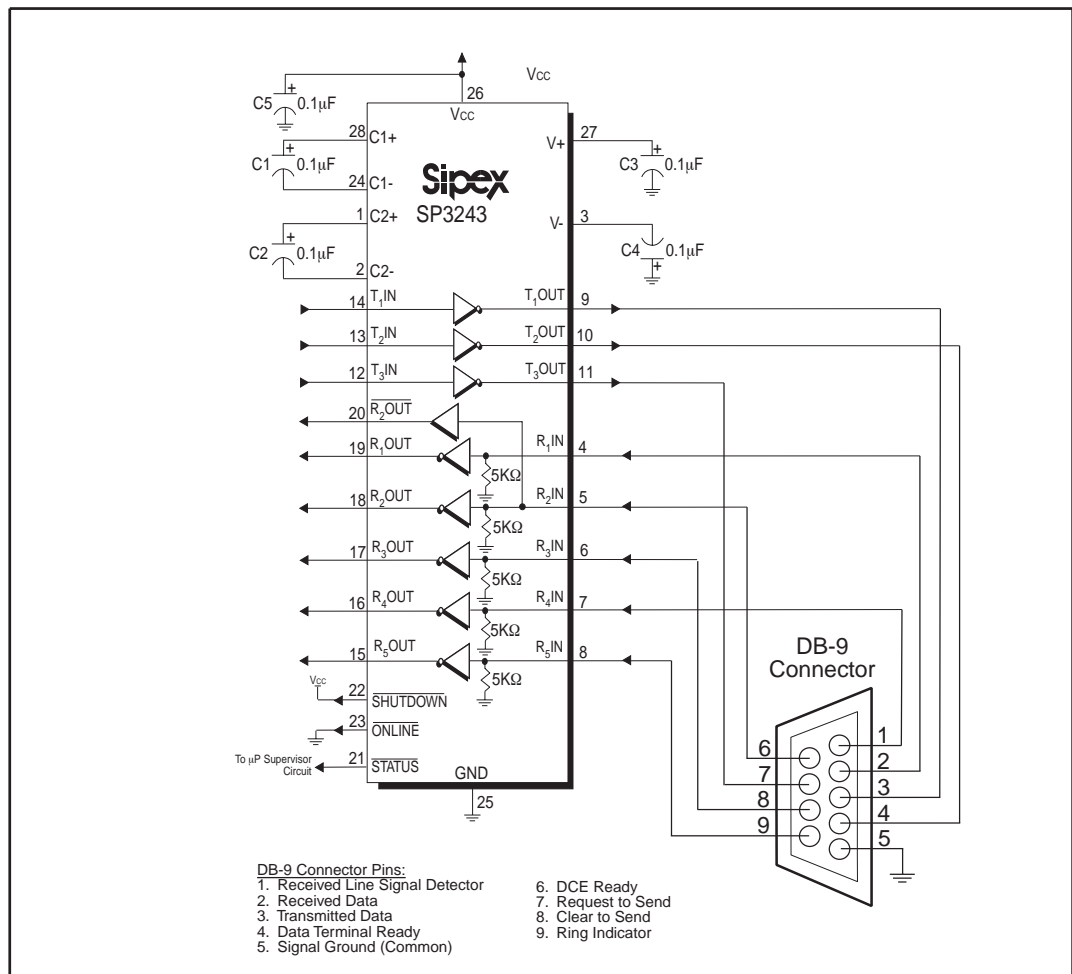 Vcc
C5
+
0.1µF
26
Vcc
28
C1+
C1
+
0.1µF
24
C1-
1
C2+
C2
+
0.1µF
2
C2-
Sipex
SP3243
27
V+
C3
+
0.1µF
3
V-
C4
0.1µF
+
14
T1IN
T1OUT
9
13
T2IN
T2OUT
10
12
T3IN
T3OUT
11
20
R2OUT
19
R1OUT
R1IN
4
5KΩ
18
R2OUT
R2IN
5
5KΩ
17
R3OUT
R3IN
6
5KΩ
16
R4OUT
R4IN
7
5KΩ
15
R5OUT
R5IN
8
5KΩ
Vcc
22
SHUTDOWN
23
ONLINE
To µP Supervisor
Circuit
21
STATUS
GND
25
DB-9
Connector
6
7
8
9
1
2
3
4
5
DB-9 Connector Pins:
1. Received Line Signal Detector
2. Received Data
3. Transmitted Data
4. Data Terminal Ready
5. Signal Ground (Common)
6. DCE Ready
7. Request to Send
8. Clear to Send
9. Ring Indicator